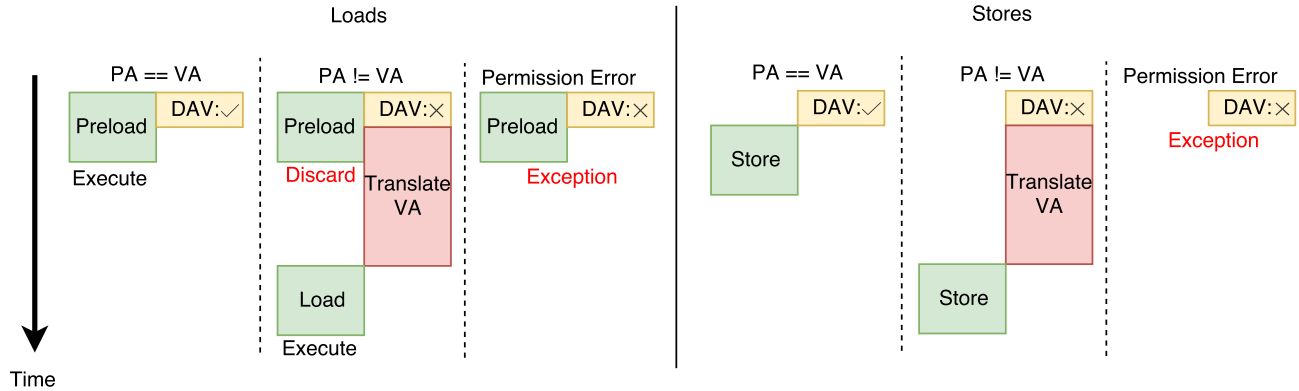 Loads
Stores
PA == VA
PA != VA
Permission Error
PA == VA
PA != VA
Permission Error
Preload
DAV:✓
Preload
DAV:×
Preload
DAV:×
DAV:✓
DAV:×
DAV:×
Execute
Discard
Translate
VA
Exception
Store
Translate
VA
Exception
Load
Execute
Store
Time